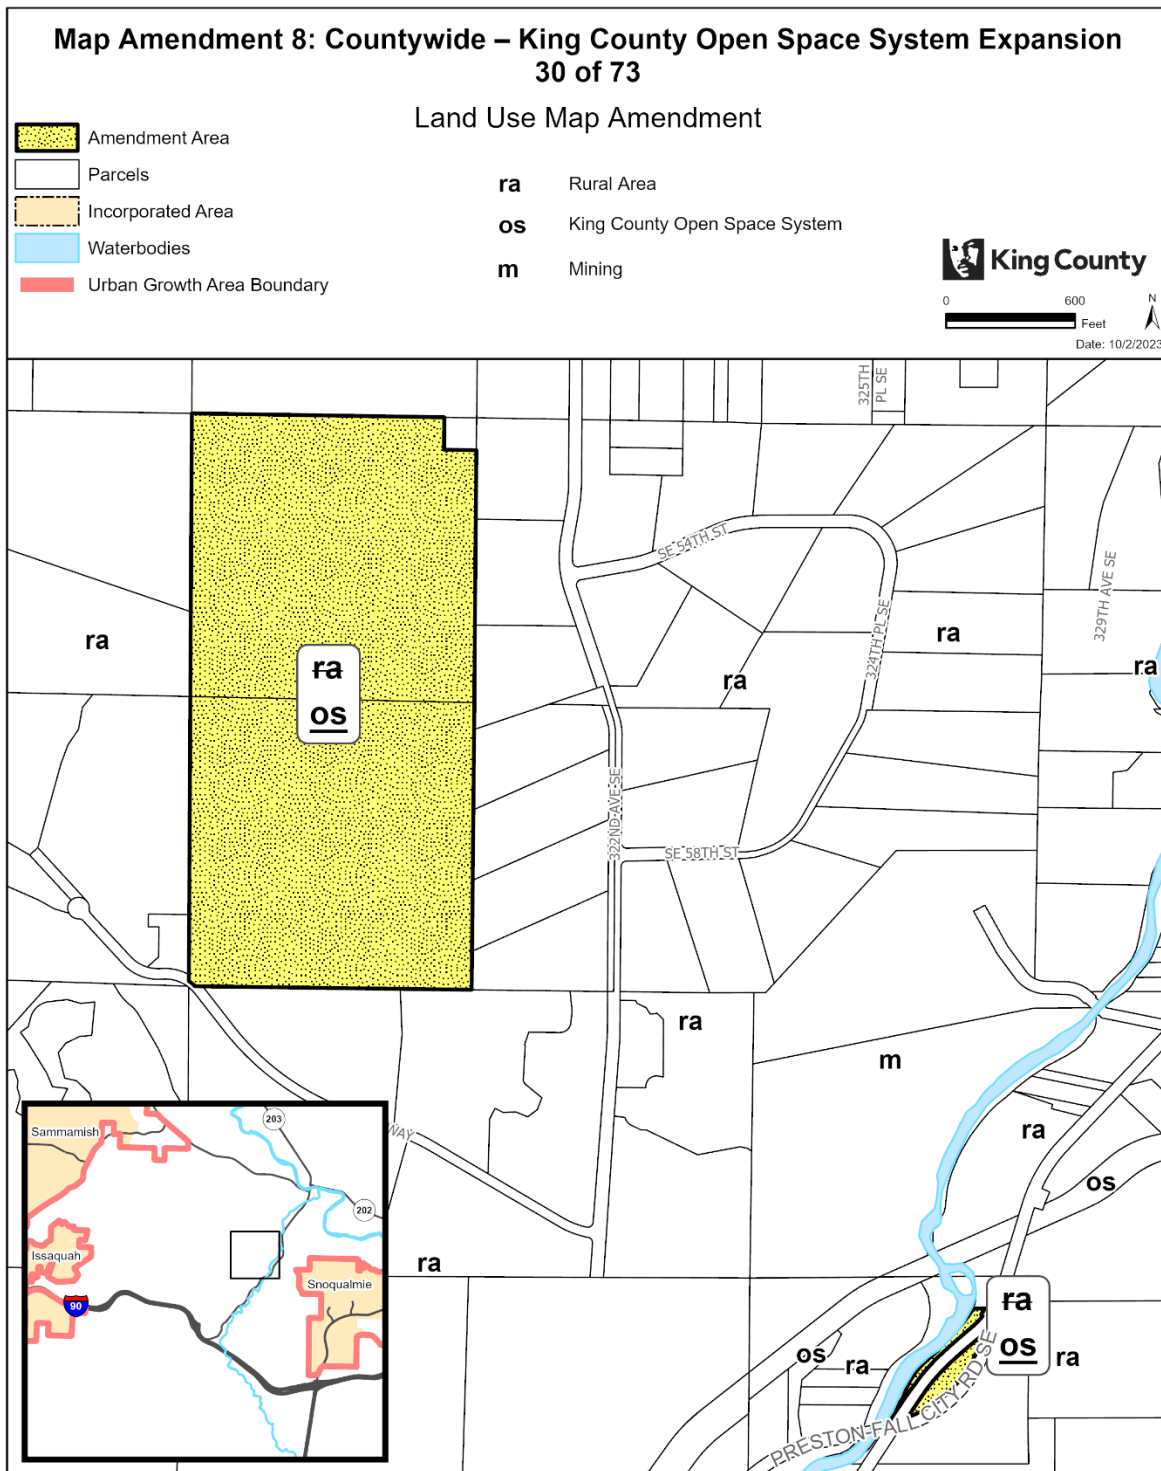 Map Amendment 8: Countywide – King County Open Space System Expansion
30 of 73
Land Use Map Amendment
Amendment Area
Parcels
Incorporated Area
Waterbodies
Urban Growth Area Boundary
ra Rural Area
os King County Open Space System
m Mining
King County
0 600
Feet
N
Date: 10/2/2023
325TH
PL SE
SE 54TH ST
329TH AVE SE
324TH PL SE
ra
ra
ra
ra
ra
os
322ND AVE SE
SE 58TH ST
ra
m
WAY
ra
os
ra
ra
os
os
ra
ra
PRESTON-FALL CITY RD SE
Sammamish
203
202
Issaquah
90
Snoqualmie